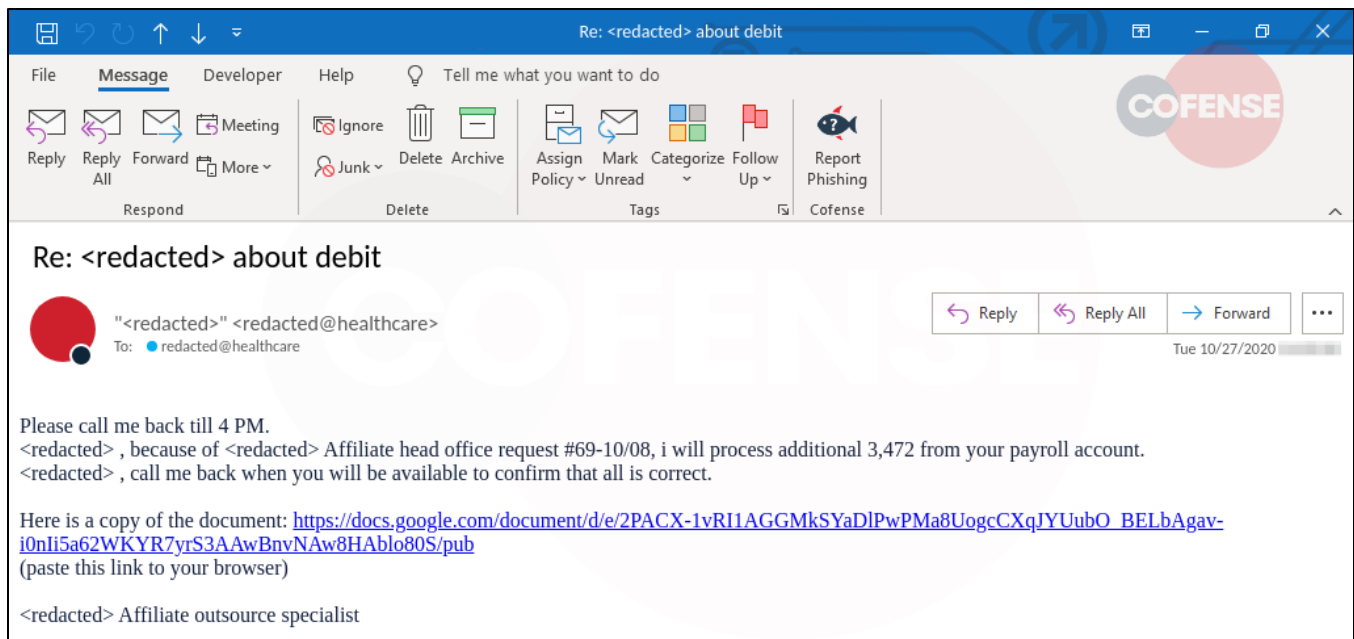 Re: <redacted> about debit
File Message Developer Help Tell me what you want to do
COFENSE
Reply
Reply All
Forward
Meeting
More
Respond
Ignore
Junk
Delete
Archive
Delete
Assign Policy
Mark Unread
Categorize
Follow Up
Tags
Report Phishing
Cofense
Re: <redacted> about debit
"<redacted>" <redacted@healthcare>
To: redacted@healthcare
Reply Reply All Forward ...
Tue 10/27/2020
COFENSE
Please call me back till 4 PM.
<redacted> , because of <redacted> Affiliate head office request #69-10/08, i will process additional 3,472 from your payroll account.
<redacted> , call me back when you will be available to confirm that all is correct.
Here is a copy of the document: https://docs.google.com/document/d/e/2PACX-1vRI1AGGMkSYaDlPwPMa8UogcCXqJYUubO_BELbAgav-
i0nIi5a62WKYR7yrS3AAwBnvNAw8HAblo80S/pub
(paste this link to your browser)
<redacted> Affiliate outsource specialist